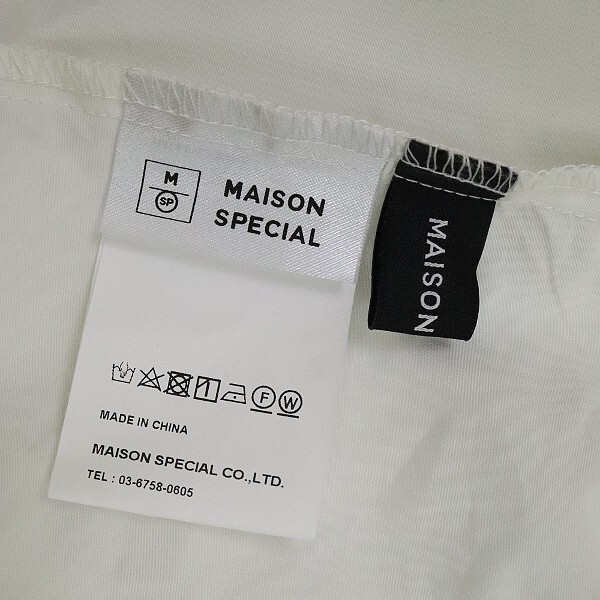 M
SP
MAISON
SPECIAL
F W
MADE IN CHINA
MAISON SPECIAL CO.,LTD.
TEL : 03-6758-0605
MAISON